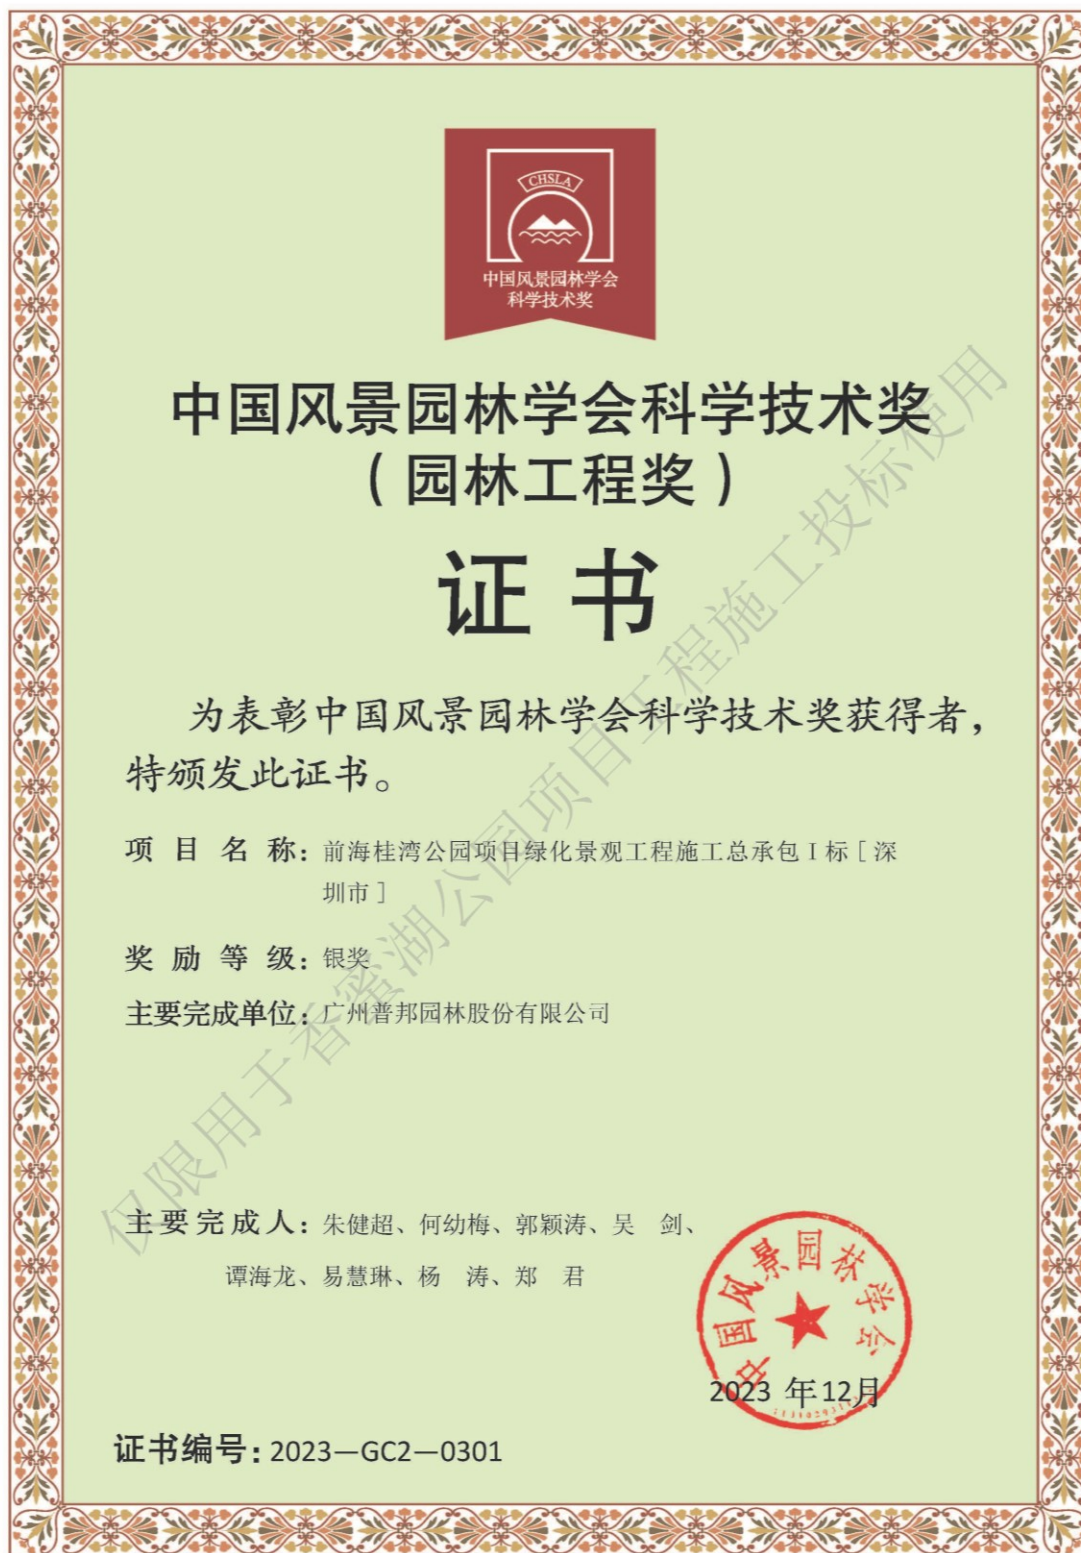 CHSLA
中国风景园林学会
科学技术奖
中国风景园林学会科学技术奖
（园林工程奖）
证书
为表彰中国风景园林学会科学技术奖获得者，
特颁发此证书。
项目名称：前海桂湾公园项目绿化景观工程施工总承包Ⅰ标［深
圳市］
奖励等级：银奖
主要完成单位：广州普邦园林股份有限公司
主要完成人：朱健超、何幼梅、郭颖涛、吴　剑、
谭海龙、易慧琳、杨　涛、郑　君
中国风景园林学会
2023 年12月
证书编号：2023—GC2—0301
仅限用于香蜜湖公园项目工程施工投标使用